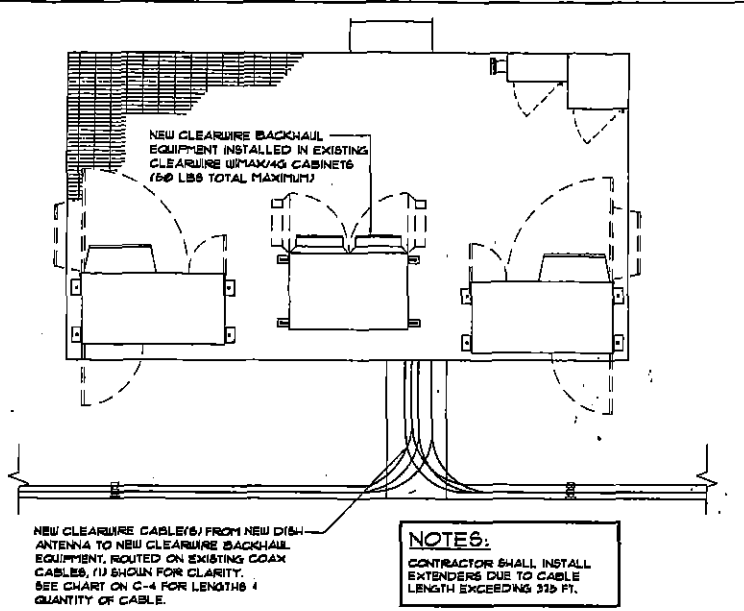 NEW CLEARWIRE BACKHAUL
EQUIPMENT INSTALLED IN EXISTING
CLEARWIRE WIMAX/4G CABINETS
(50 LBS TOTAL MAXIMUM)
NEW CLEARWIRE CABLE(S) FROM NEW DISH
ANTENNA TO NEW CLEARWIRE BACKHAUL
EQUIPMENT, ROUTED ON EXISTING COAX
CABLES, (1) SHOWN FOR CLARITY.
SEE CHART ON C-4 FOR LENGTHS &
QUANTITY OF CABLE.
NOTES:
CONTRACTOR SHALL INSTALL
EXTENDERS DUE TO CABLE
LENGTH EXCEEDING 325 FT.